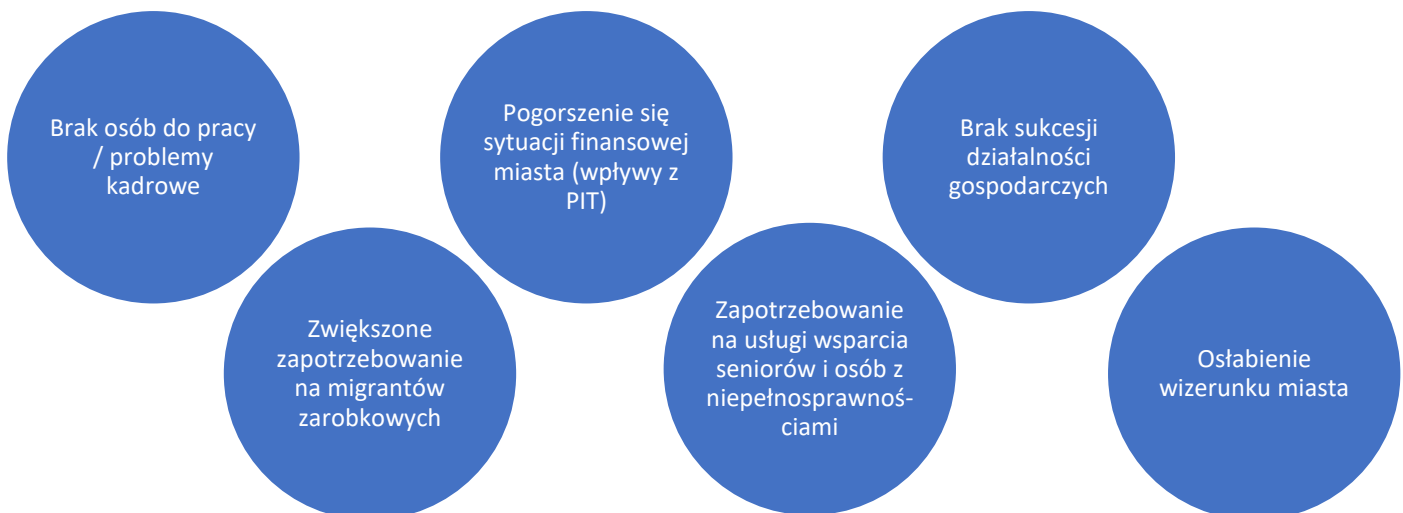 Brak osób do pracy
/ problemy
kadrowe
Zwiększone
zapotrzebowanie
na migrantów
zarobkowych
Pogorszenie się
sytuacji finansowej
miasta (wpływy z
PIT)
Zapotrzebowanie
na usługi wsparcia
seniorów i osób z
niepełnosprawnoś-
ciami
Brak sukcesji
działalności
gospodarczych
Osłabienie
wizerunku miasta